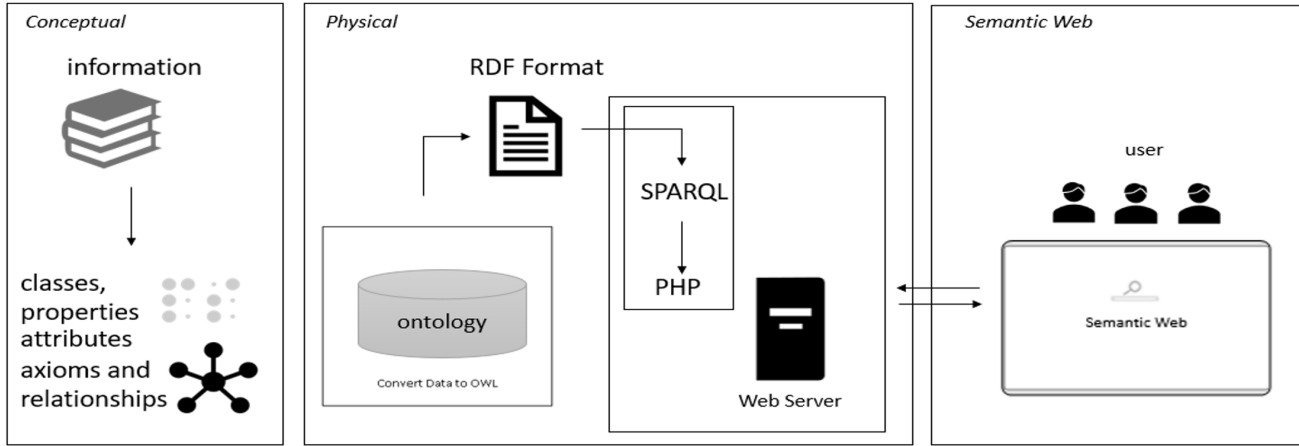 Conceptual
information
classes,
properties
attributes
axioms and
relationships
Physical
RDF Format
SPARQL
PHP
ontology
Convert Data to OWL
Web Server
Semantic Web
user
Semantic Web